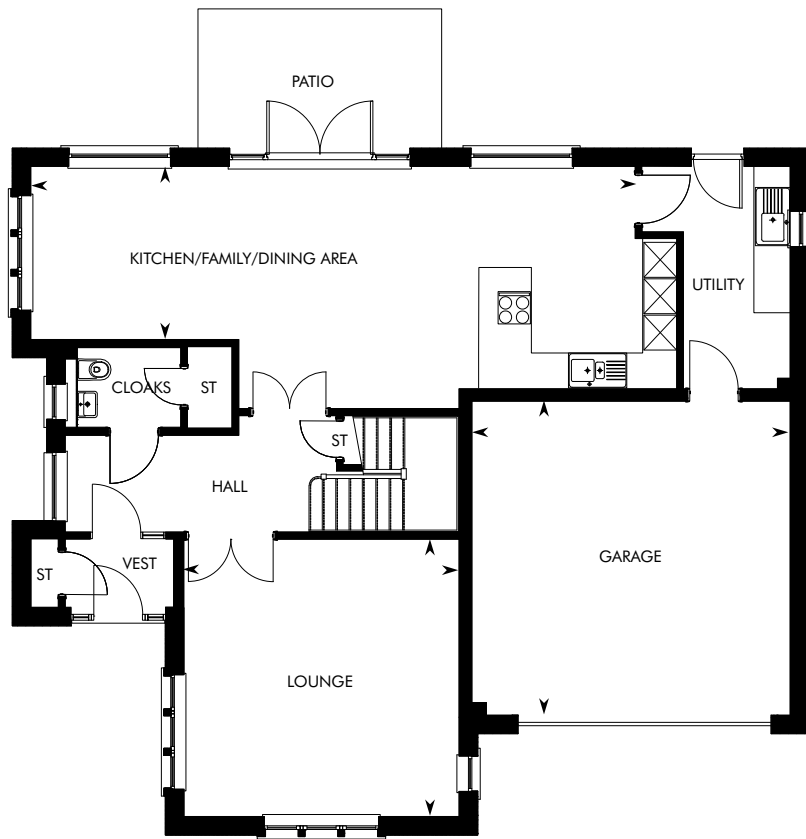 PATIO
KITCHEN/FAMILY/DINING AREA
UTILITY
CLOAKS
ST
ST
HALL
VEST
ST
GARAGE
LOUNGE